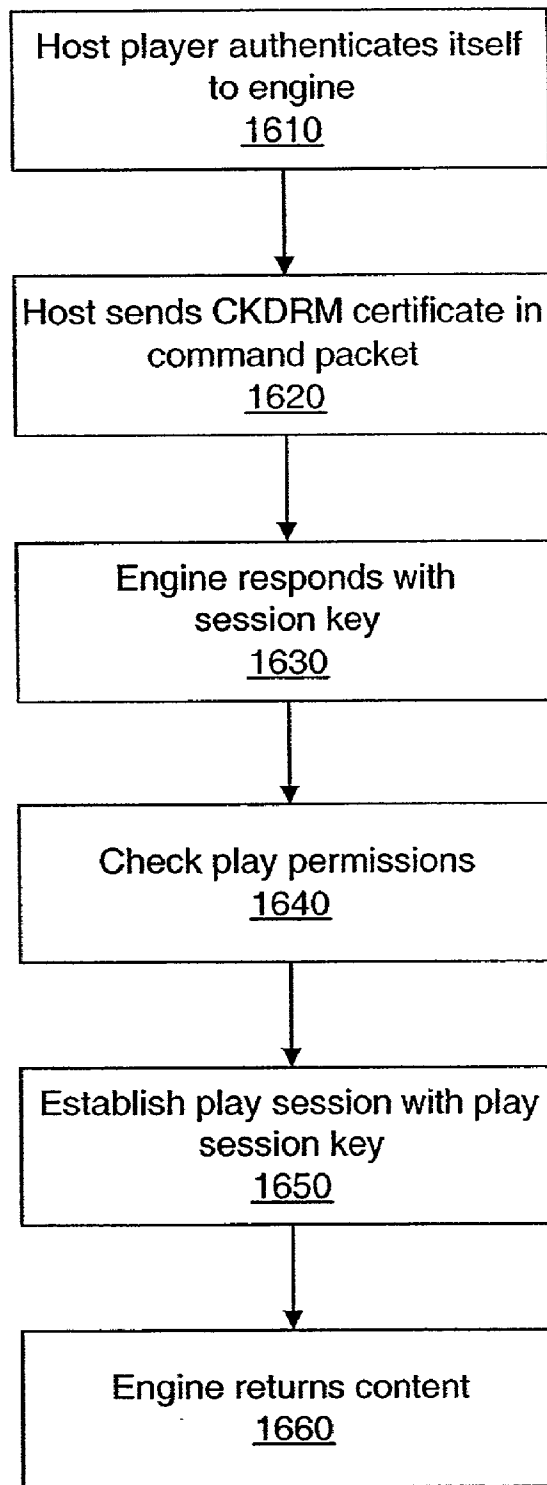 Host player authenticates itself
to engine
1610
Host sends CKDRM certificate in
command packet
1620
Engine responds with
session key
1630
Check play permissions
1640
Establish play session with play
session key
1650
Engine returns content
1660